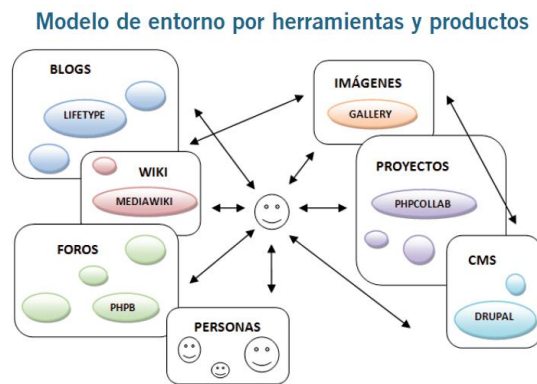 Modelo de entorno por herramientas y productos
BLOGS
LIFETYPE
WIKI
MEDIAWIKI
FOROS
PHPB
PERSONAS
IMÁGENES
GALLERY
PROYECTOS
PHPCOLLAB
CMS
DRUPAL